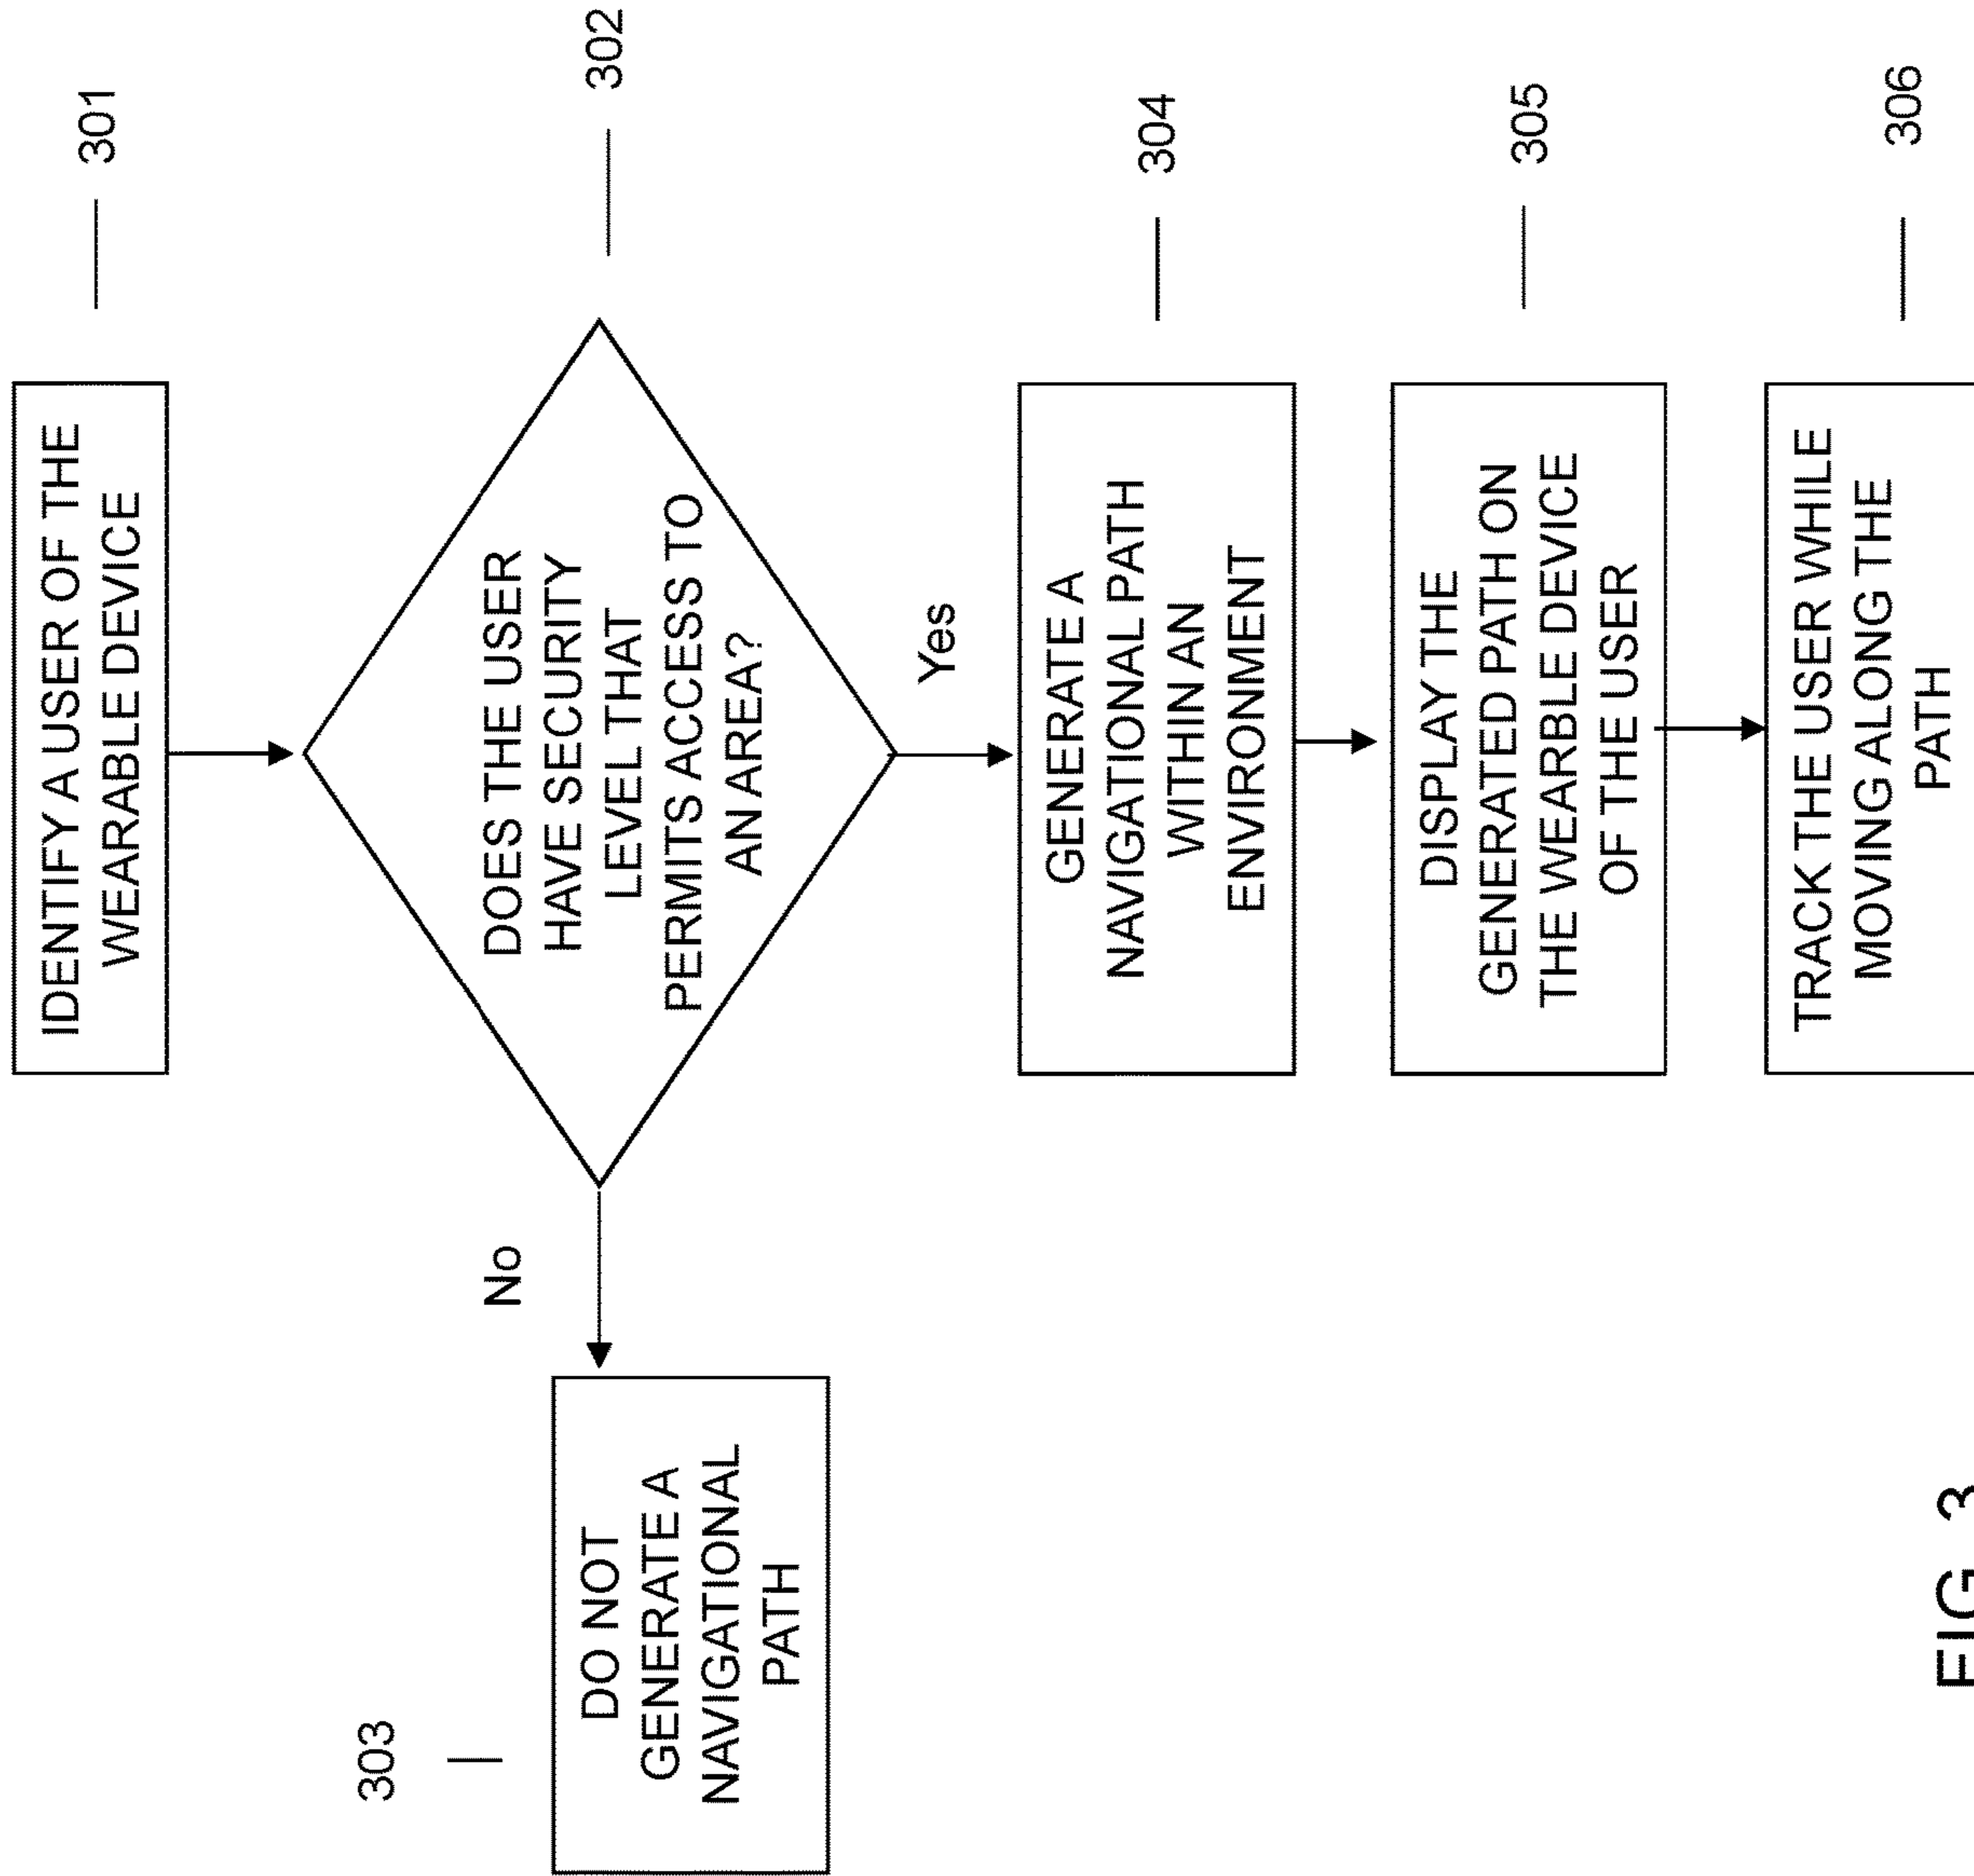 IDENTIFY A USER OF THE
WEARABLE DEVICE
301
DOES THE USER
HAVE SECURITY
LEVEL THAT
PERMITS ACCESS TO
AN AREA?
302
No
303
DO NOT
GENERATE A
NAVIGATIONAL
PATH
Yes
GENERATE A
NAVIGATIONAL PATH
WITHIN AN
ENVIRONMENT
304
DISPLAY THE
GENERATED PATH ON
THE WEARBLE DEVICE
OF THE USER
305
TRACK THE USER WHILE
MOVING ALONG THE
PATH
306
FIG. 3